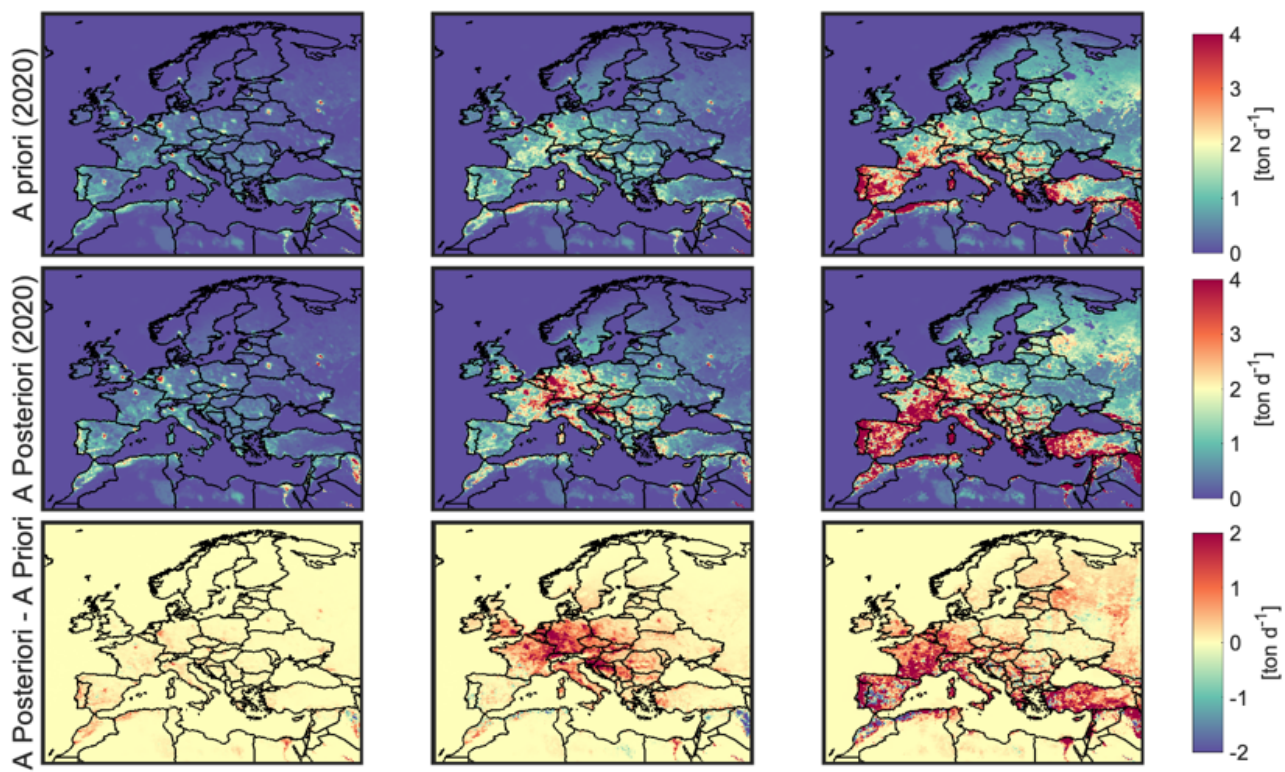 A priori (2020)
4
3
2
1
0
[ton d⁻¹]
A Posteriori (2020)
4
3
2
1
0
[ton d⁻¹]
A Posteriori - A Priori
2
1
0
-1
-2
[ton d⁻¹]